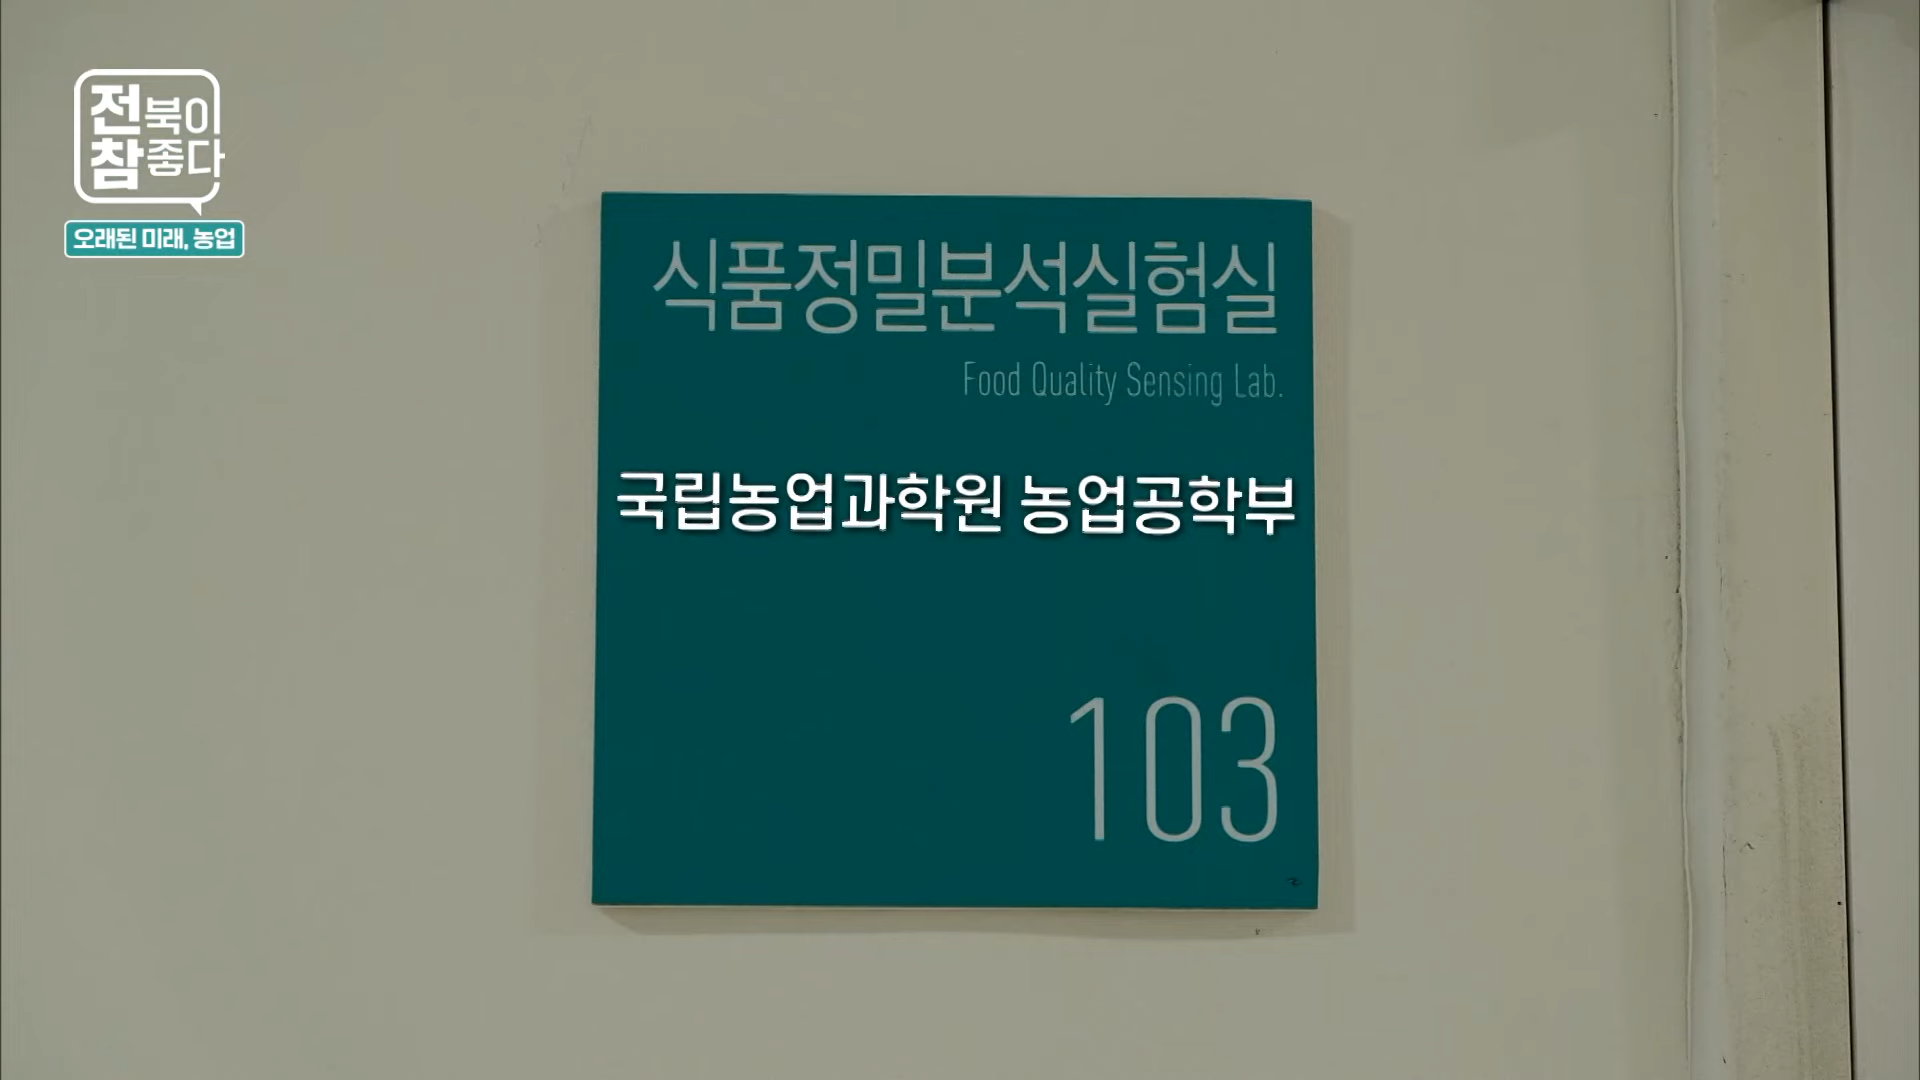 전북이
참좋다
오래된 미래, 농업
식품정밀분석실험실
Food Quality Sensing Lab.
국립농업과학원 농업공학부
103